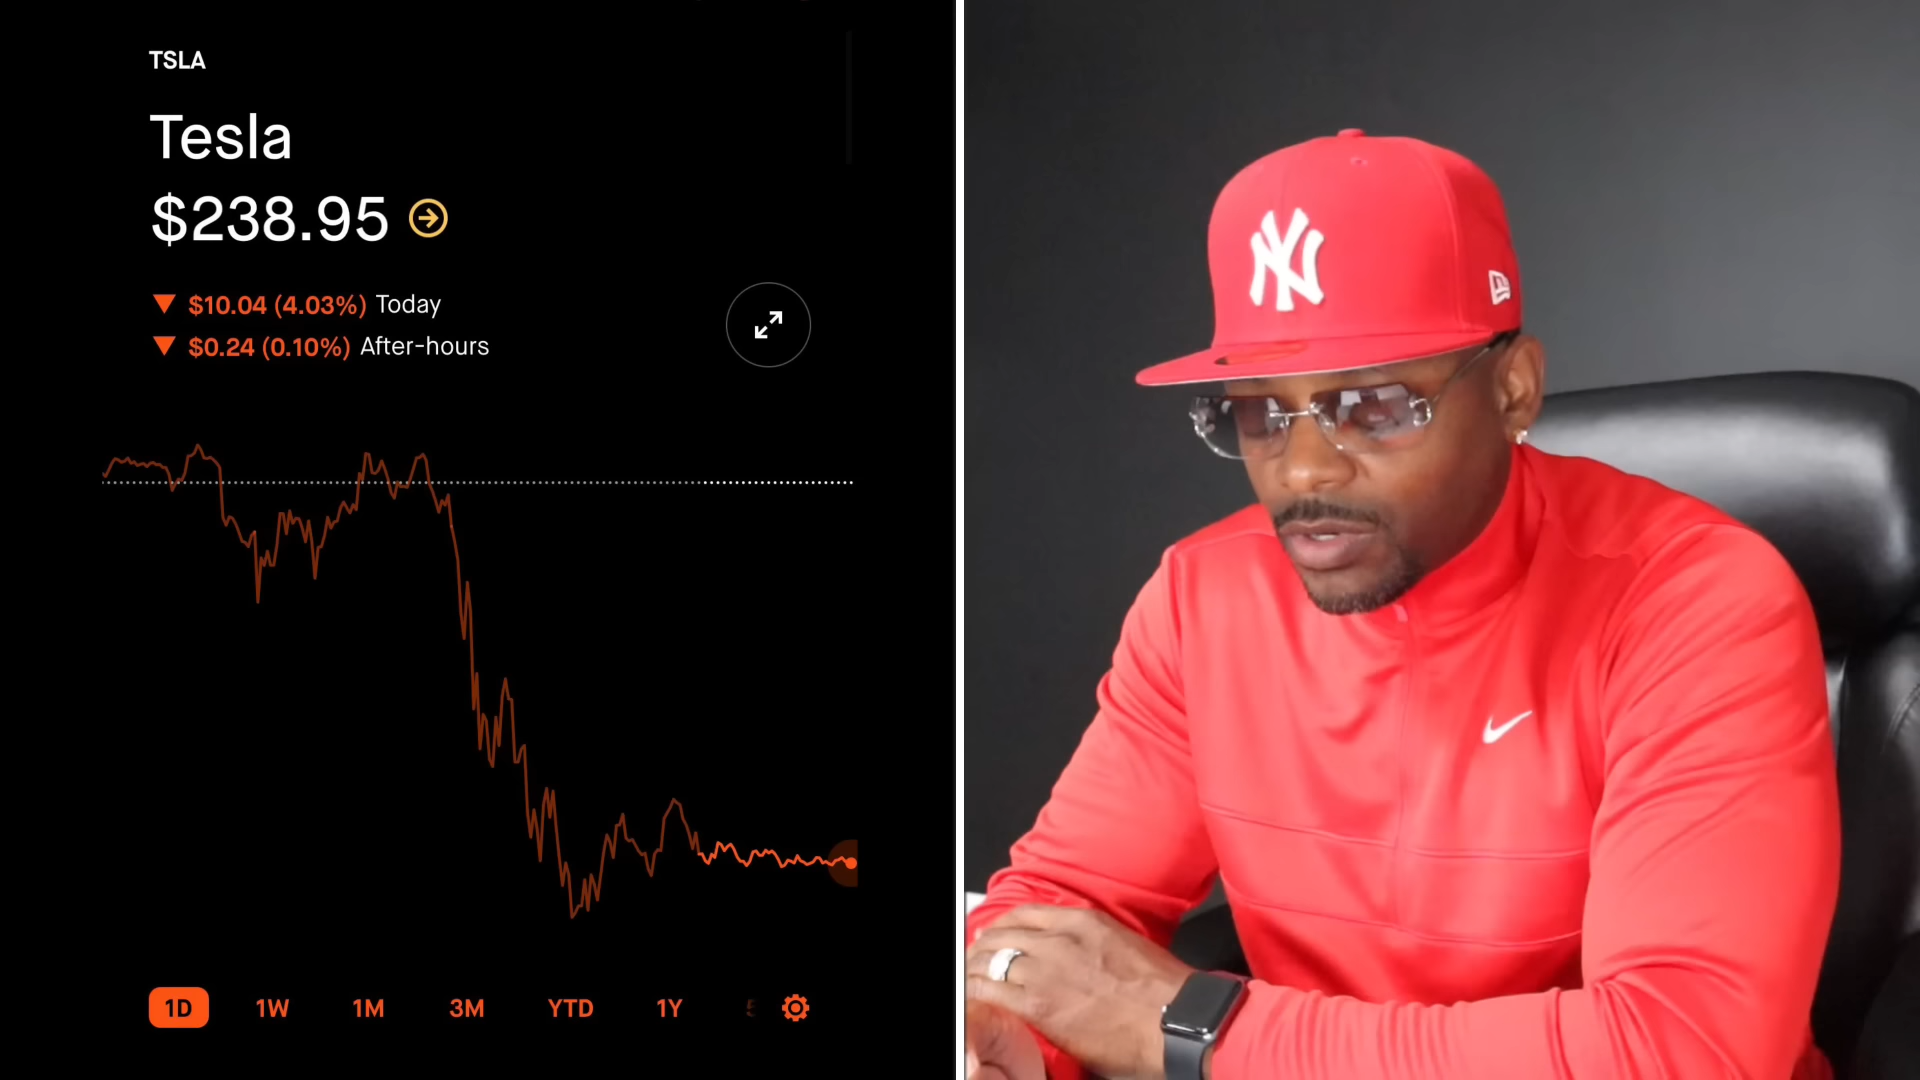 TSLA
Tesla
$238.95
▼ $10.04 (4.03%) Today
▼ $0.24 (0.10%) After-hours
1D 1W 1M 3M YTD 1Y
NY